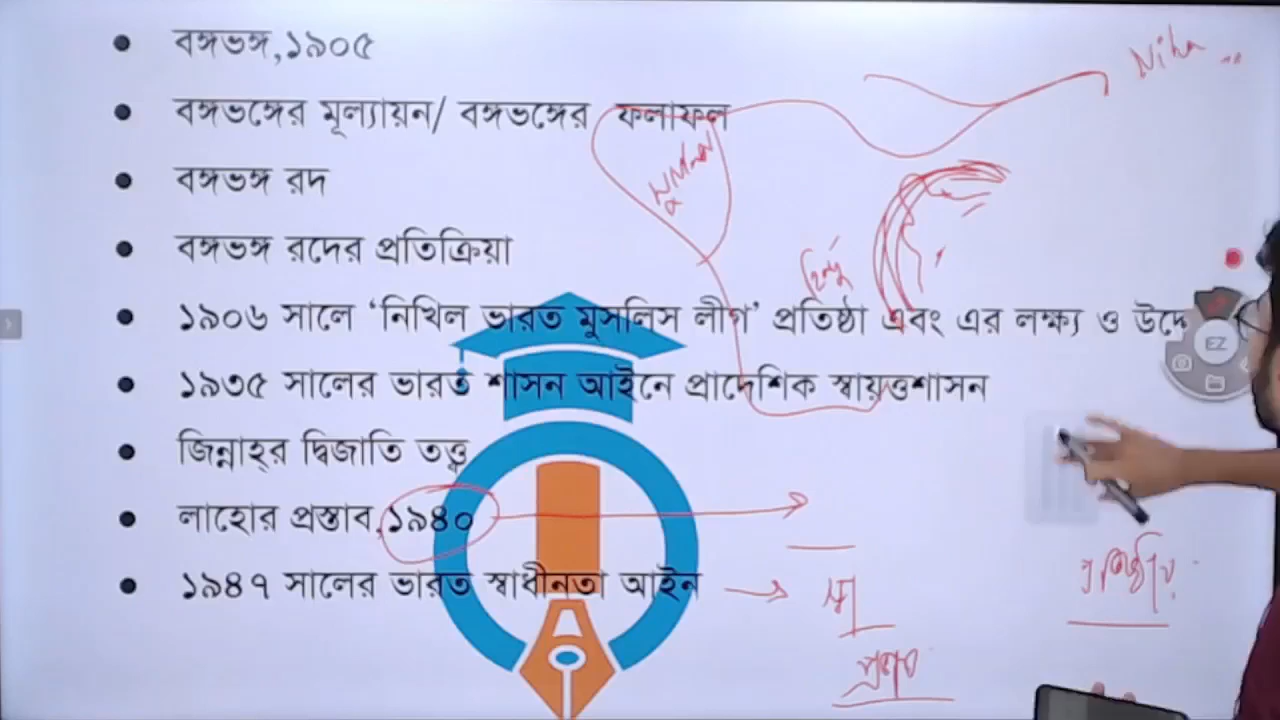 বঙ্গভঙ্গ,১৯০৫
বঙ্গভঙ্গের মূল্যায়ন/ বঙ্গভঙ্গের ফলাফল
বঙ্গভঙ্গ রদ
বঙ্গভঙ্গ রদের প্রতিক্রিয়া
১৯০৬ সালে ‘নিখিল ভারত মুসলিস লীগ’ প্রতিষ্ঠা এবং এর লক্ষ্য ও উদ্দে
১৯৩৫ সালের ভারত শাসন আইনে প্রাদেশিক স্বায়ত্তশাসন
জিন্নাহ্‌র দ্বিজাতি তত্ত্ব
লাহোর প্রস্তাব,১৯৪০
১৯৪৭ সালের ভারত স্বাধীনতা আইন
হিন্দু
EZ